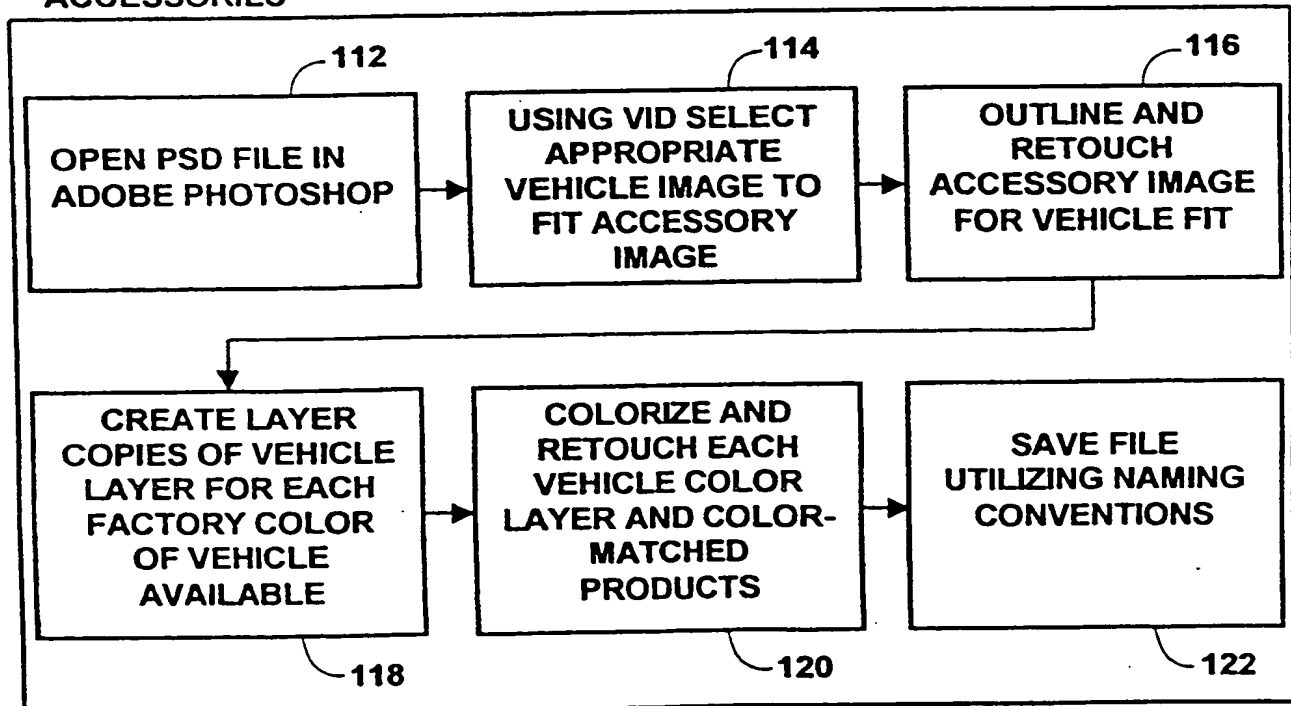 ACCESSORIES
112
OPEN PSD FILE IN
ADOBE PHOTOSHOP
114
USING VID SELECT
APPROPRIATE
VEHICLE IMAGE TO
FIT ACCESSORY
IMAGE
116
OUTLINE AND
RETOUCH
ACCESSORY IMAGE
FOR VEHICLE FIT
CREATE LAYER
COPIES OF VEHICLE
LAYER FOR EACH
FACTORY COLOR
OF VEHICLE
AVAILABLE
118
COLORIZE AND
RETOUCH EACH
VEHICLE COLOR
LAYER AND COLOR-
MATCHED
PRODUCTS
120
SAVE FILE
UTILIZING NAMING
CONVENTIONS
122